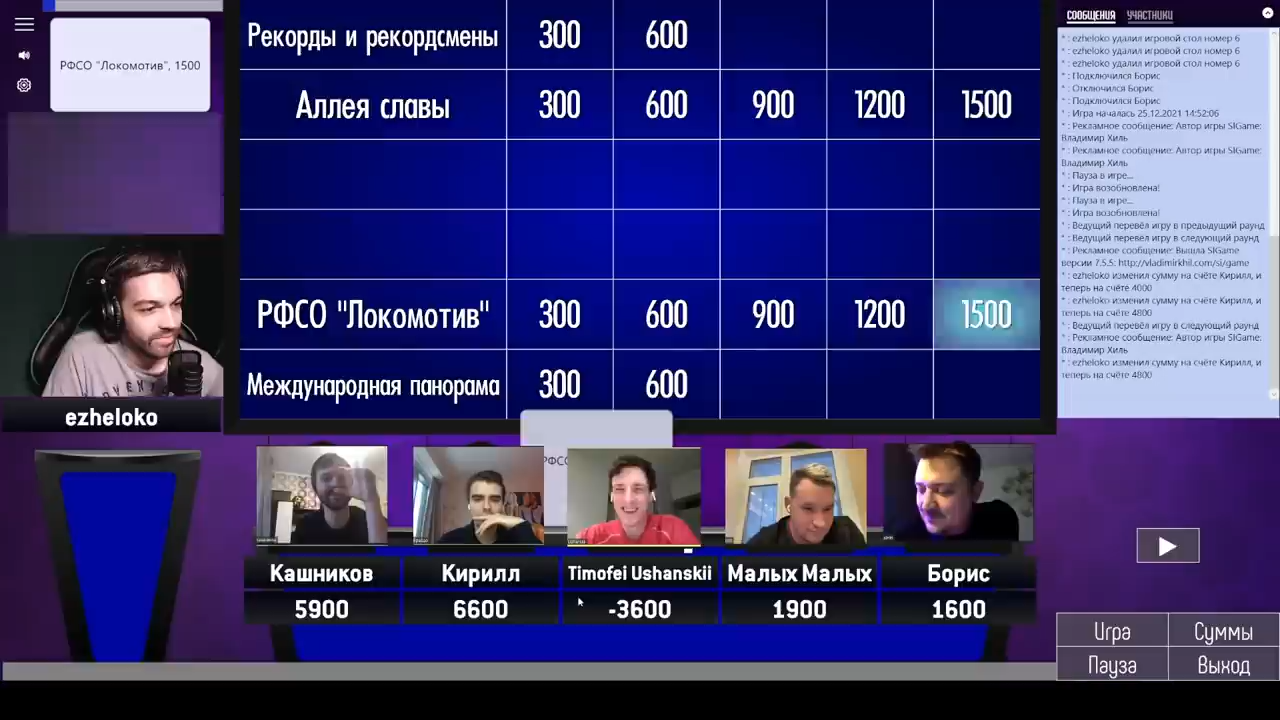 РФСО "Локомотив", 1500
Рекорды и рекордсмены 300 600
Аллея славы 300 600 900 1200 1500
РФСО "Локомотив" 300 600 900 1200 1500
Международная панорама 300 600
СООБЩЕНИЯ УЧАСТНИКИ
* : ezheloko удалил игровой стол номер 6
* : ezheloko удалил игровой стол номер 6
* : ezheloko удалил игровой стол номер 6
* : Подключился Борис
* : Отключился Борис
* : Подключился Борис
* : Игра началась 25.12.2021 14:52:06
* : Рекламное сообщение: Автор игры SIGame:
Владимир Хиль
* : Рекламное сообщение: Автор игры SIGame:
Владимир Хиль
* : Пауза в игре...
* : Игра возобновлена!
* : Пауза в игре...
* : Игра возобновлена!
* : Ведущий перевёл игру в предыдущий раунд
* : Ведущий перевёл игру в следующий раунд
* : Рекламное сообщение: Вышла SIGame
версии 7.5.5: http://vladimirkhil.com/si/game
* : ezheloko изменил сумму на счёте Кирилл, и
теперь на счёте 4000
* : ezheloko изменил сумму на счёте Кирилл, и
теперь на счёте 4800
* : Ведущий перевёл игру в следующий раунд
* : Рекламное сообщение: Автор игры SIGame:
Владимир Хиль
* : ezheloko изменил сумму на счёте Кирилл, и
теперь на счёте 4800
ezheloko
Кашников Кирилл Timofei Ushanskii Малых Малых Борис
5900 6600 -3600 1900 1600
Игра Суммы
Пауза Выход